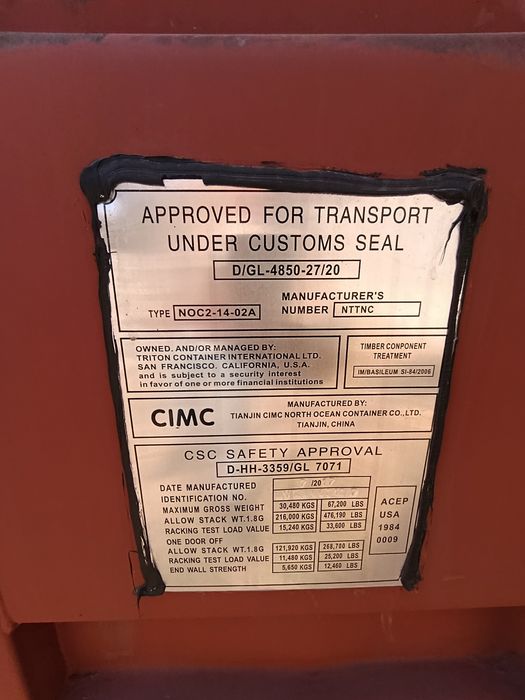 APPROVED FOR TRANSPORT
UNDER CUSTOMS SEAL
D/GL-4850-27/20
TYPE NOC2-14-02A
MANUFACTURER'S
NUMBER NTTNC
OWNED. AND/OR MANAGED BY:
TRITON CONTAINER INTERNATIONAL LTD.
SAN FRANCISCO. CALIFORNIA, U.S.A.
and is subject to a security interest
in favor of one or more financial institutions
TIMBER COMPONENT
TREATMENT
IM/BASILEUM SI-84/2006
CIMC
MANUFACTURED BY:
TIANJIN CIMC NORTH OCEAN CONTAINER CO.,LTD.
TIANJIN, CHINA
CSC SAFETY APPROVAL
D-HH-3359/GL 7071
DATE MANUFACTURED
IDENTIFICATION NO.
MAXIMUM GROSS WEIGHT 30,480 KGS 67,200 LBS
ALLOW STACK WT.1.8G 216,000 KGS 476,190 LBS
RACKING TEST LOAD VALUE 15,240 KGS 33,600 LBS
ONE DOOR OFF
ALLOW STACK WT.1.8G 121,920 KGS 268,700 LBS
RACKING TEST LOAD VALUE 11,480 KGS 25,200 LBS
END WALL STRENGTH 5,650 KGS 12,460 LBS
ACEP
USA
1984
0009